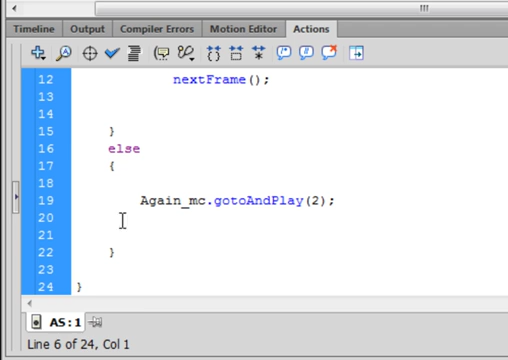 Timeline Output Compiler Errors Motion Editor Actions
12 nextFrame();
13
14
15 }
16 else
17 {
18
19 Again_mc.gotoAndPlay(2);
20
21
22 }
23
24 }
AS:1
Line 6 of 24, Col 1